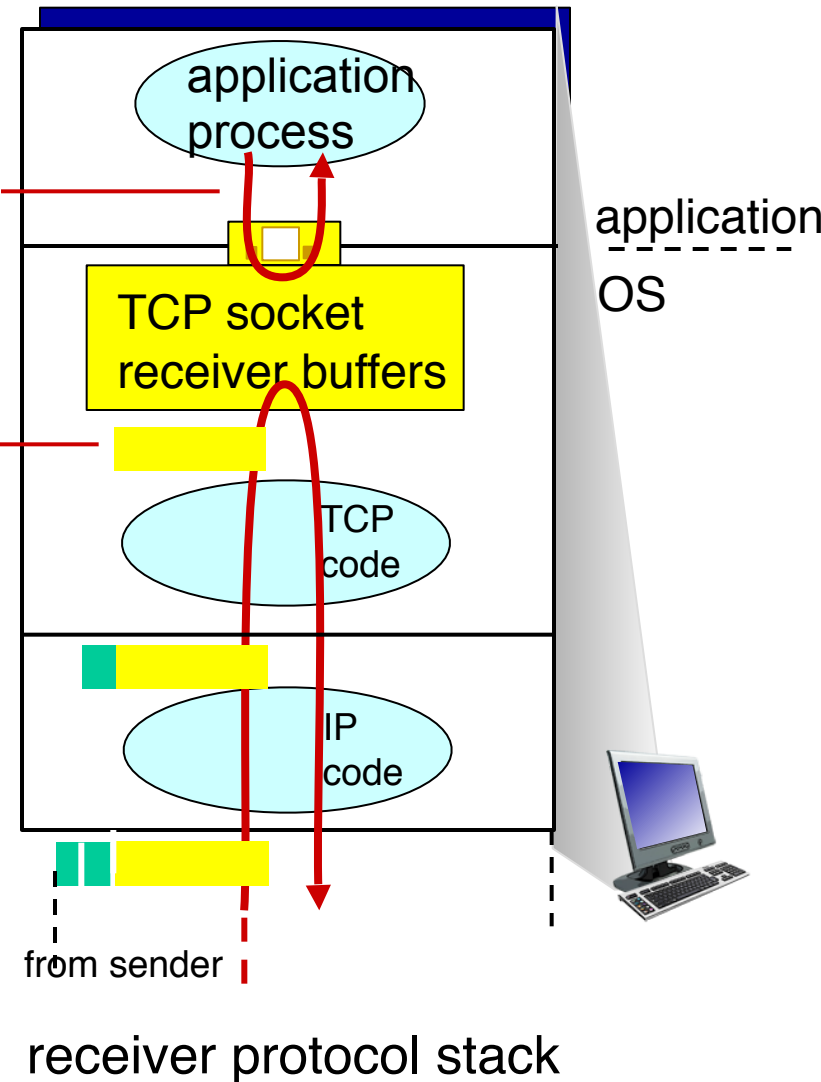 application
process
application
OS
TCP socket
receiver buffers
TCP
code
IP
code
from sender
receiver protocol stack